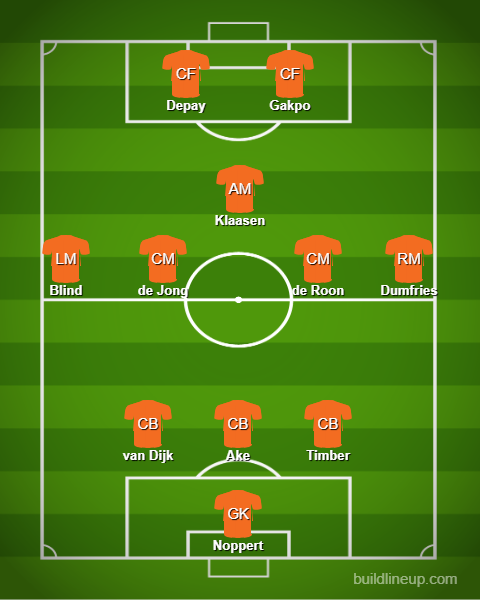 CF CF
Depay Gakpo
AM
Klaasen
LM CM CM RM
Blind de Jong de Roon Dumfries
CB CB CB
van Dijk Ake Timber
GK
Noppert
buildlineup.com